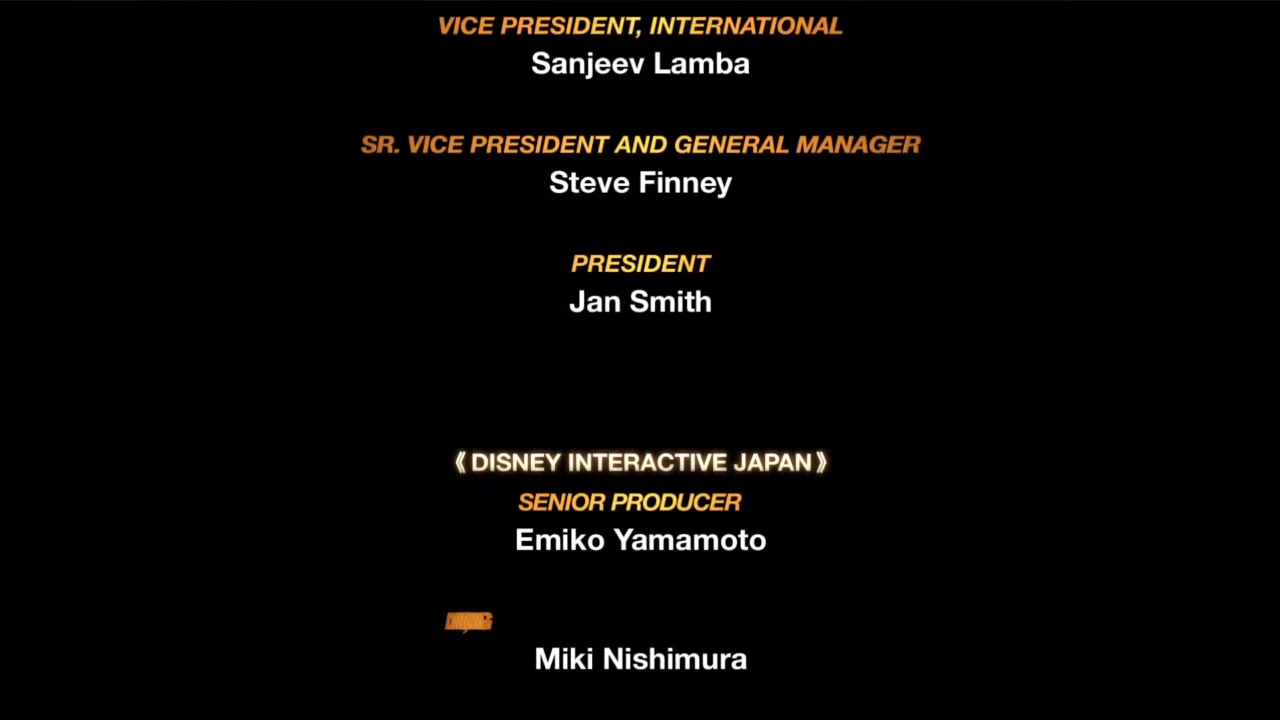 VICE PRESIDENT, INTERNATIONAL
Sanjeev Lamba
SR. VICE PRESIDENT AND GENERAL MANAGER
Steve Finney
PRESIDENT
Jan Smith
《DISNEY INTERACTIVE JAPAN》
SENIOR PRODUCER
Emiko Yamamoto
Miki Nishimura